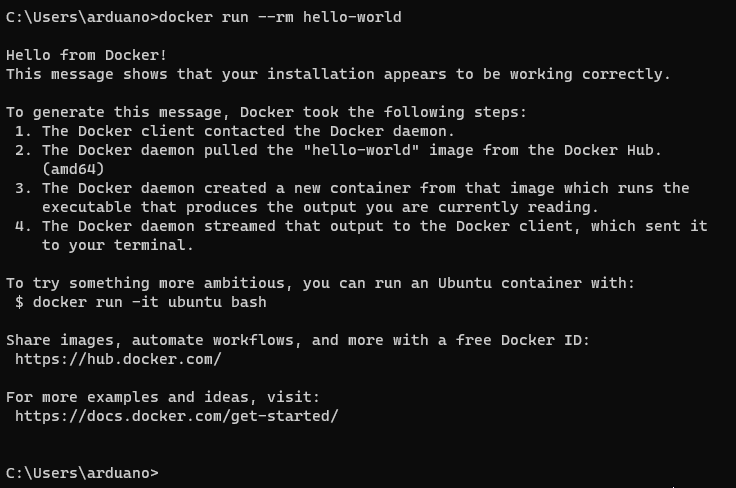 C:\Users\arduano>docker run --rm hello-world
Hello from Docker!
This message shows that your installation appears to be working correctly.
To generate this message, Docker took the following steps:
1. The Docker client contacted the Docker daemon.
2. The Docker daemon pulled the "hello-world" image from the Docker Hub.
(amd64)
3. The Docker daemon created a new container from that image which runs the
executable that produces the output you are currently reading.
4. The Docker daemon streamed that output to the Docker client, which sent it
to your terminal.
To try something more ambitious, you can run an Ubuntu container with:
$ docker run -it ubuntu bash
Share images, automate workflows, and more with a free Docker ID:
https://hub.docker.com/
For more examples and ideas, visit:
https://docs.docker.com/get-started/
C:\Users\arduano>